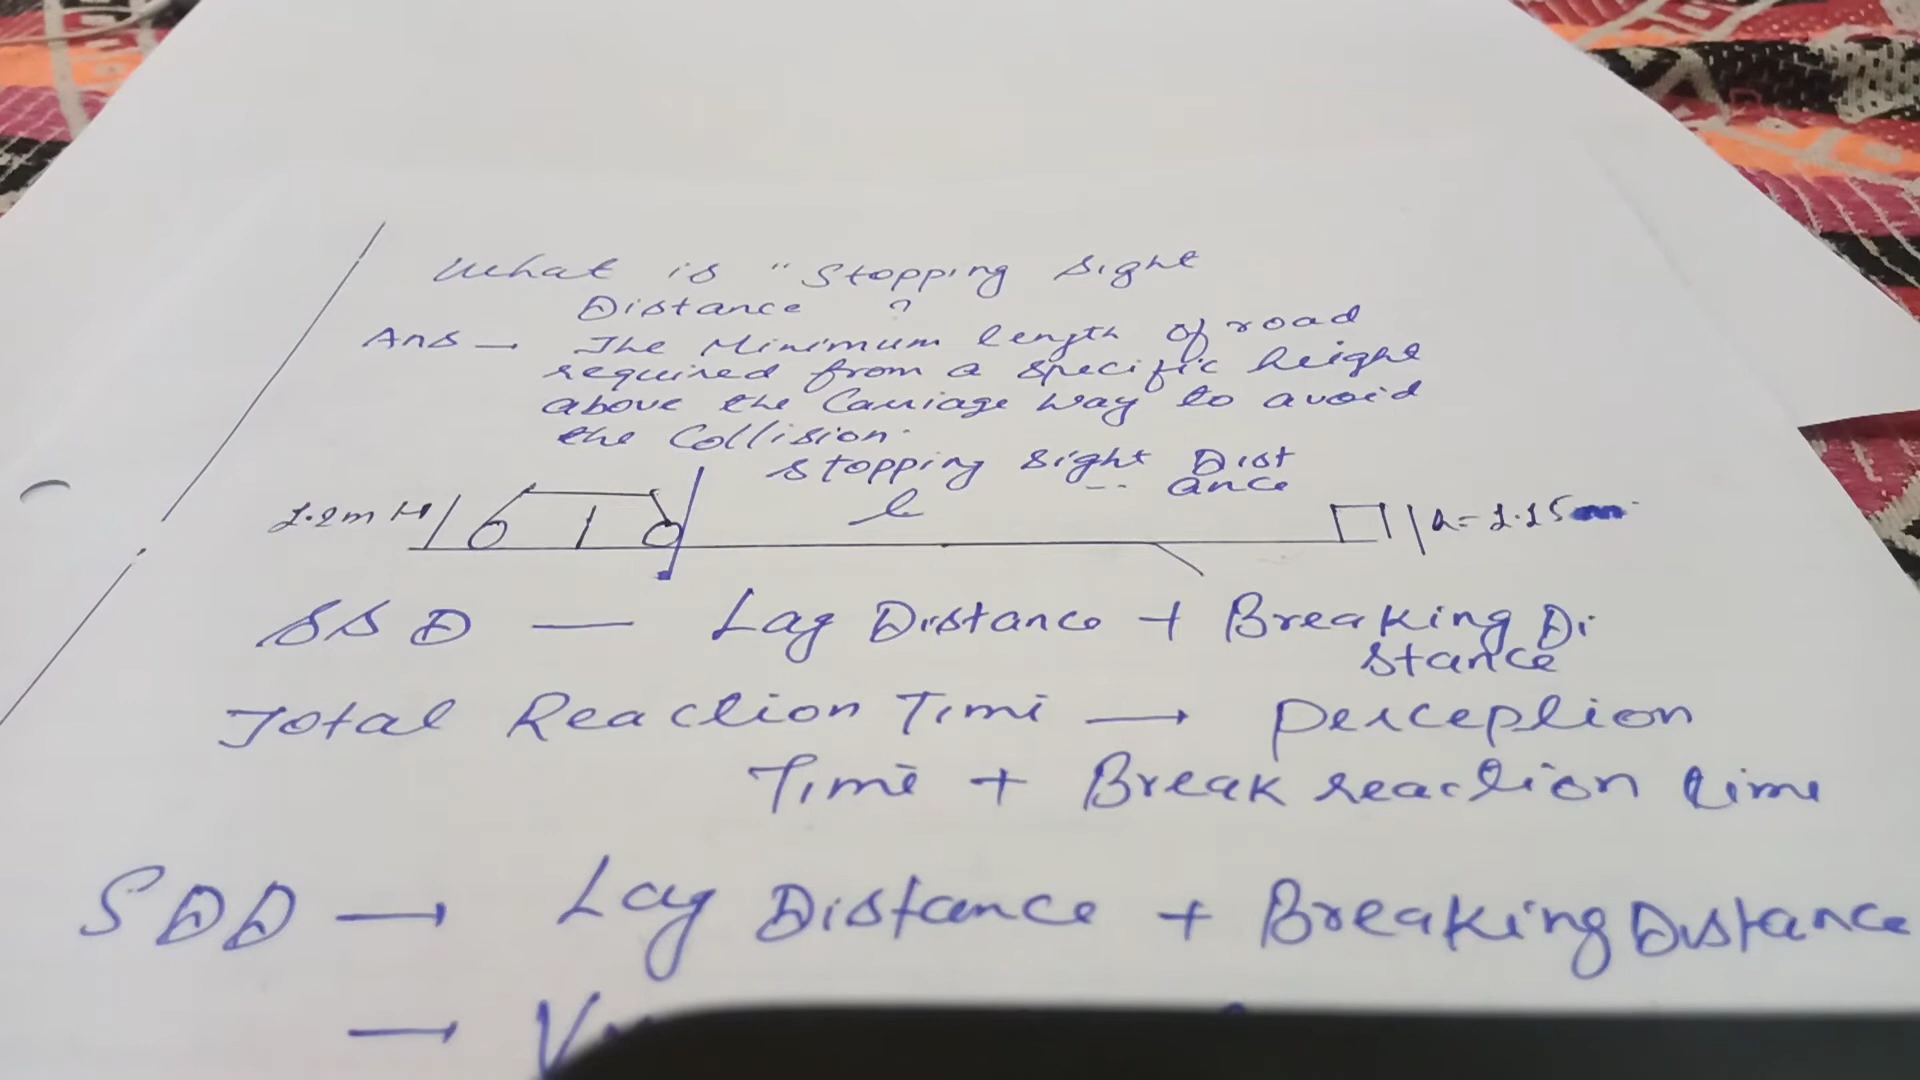 What is "Stopping Sight
Distance ?
Ans → The Minimum length of road
required from a specific height
above the Carriage Way to avoid
the Collision.
Stopping Sight Dist
ance
1.2m H
h = 1.15
SSD — Lag Distance + Breaking Di
stance
Total Reaction Timi → Perception
Time + Break reaction time
SDD → Lag Distance + Breaking Distance
→ V